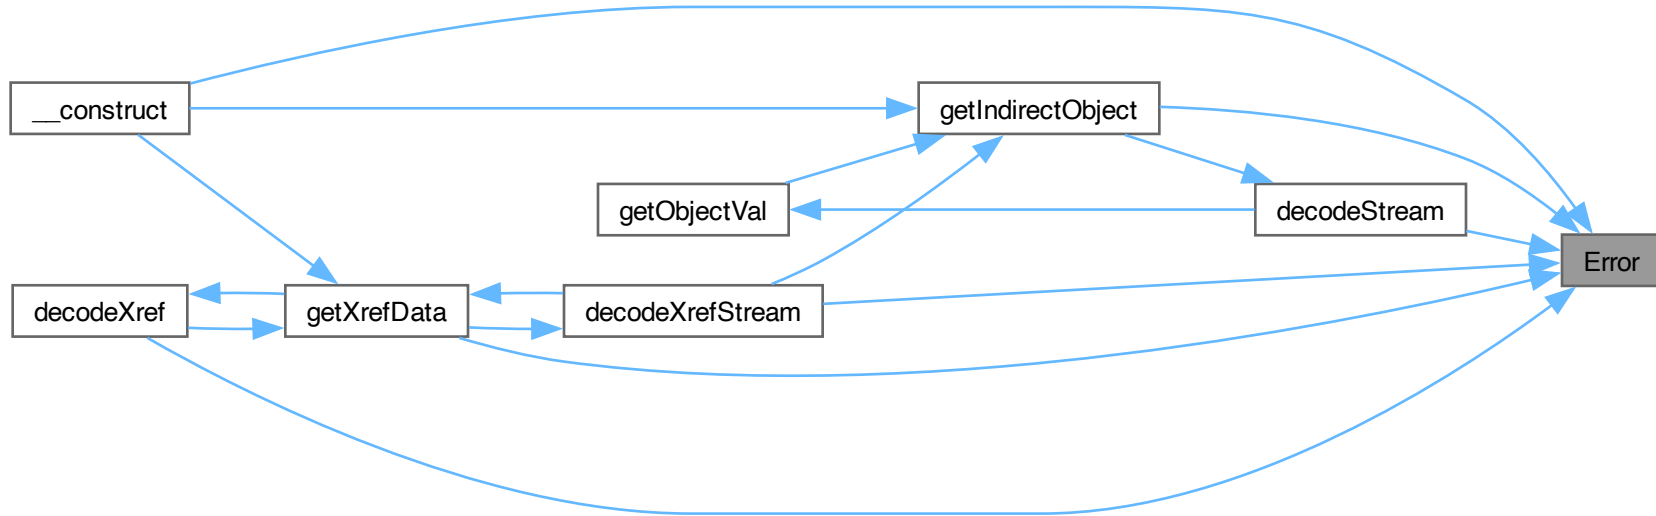 __construct
getIndirectObject
getObjectVal
decodeStream
Error
decodeXref
getXrefData
decodeXrefStream